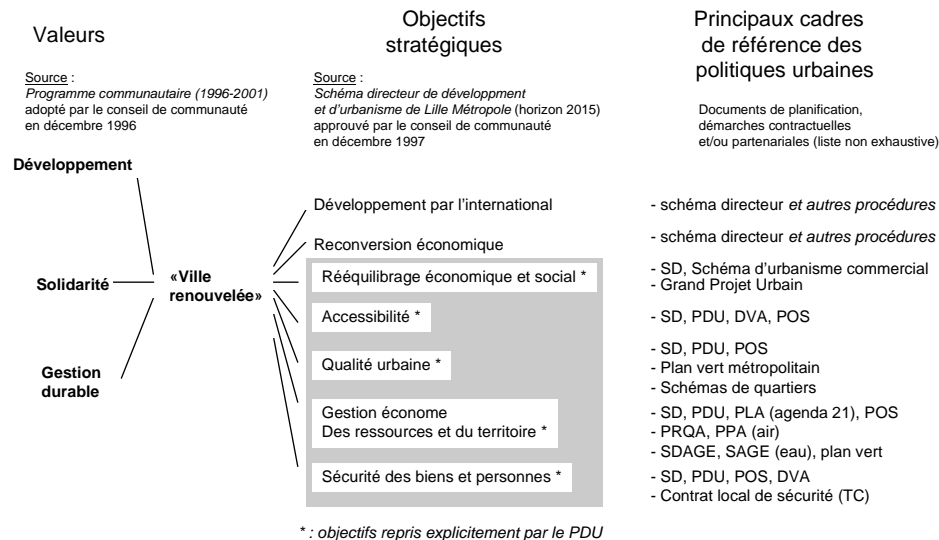 Valeurs
Source :
Programme communautaire (1996-2001)
adopté par le conseil de communauté
en décembre 1996
Développement
Solidarité
Gestion
durable
«Ville
renouvelée»
Objectifs
stratégiques
Source :
Schéma directeur de développment
et d'urbanisme de Lille Métropole (horizon 2015)
approuvé par le conseil de communauté
en décembre 1997
Développement par l'international
Reconversion économique
Rééquilibrage économique et social *
Accessibilité *
Qualité urbaine *
Gestion économe
Des ressources et du territoire *
Sécurité des biens et personnes *
* : objectifs repris explicitement par le PDU
Principaux cadres
de référence des
politiques urbaines
Documents de planification,
démarches contractuelles
et/ou partenariales (liste non exhaustive)
- schéma directeur et autres procédures
- schéma directeur et autres procédures
- SD, Schéma d'urbanisme commercial
- Grand Projet Urbain
- SD, PDU, DVA, POS
- SD, PDU, POS
- Plan vert métropolitain
- Schémas de quartiers
- SD, PDU, PLA (agenda 21), POS
- PRQA, PPA (air)
- SDAGE, SAGE (eau), plan vert
- SD, PDU, POS, DVA
- Contrat local de sécurité (TC)